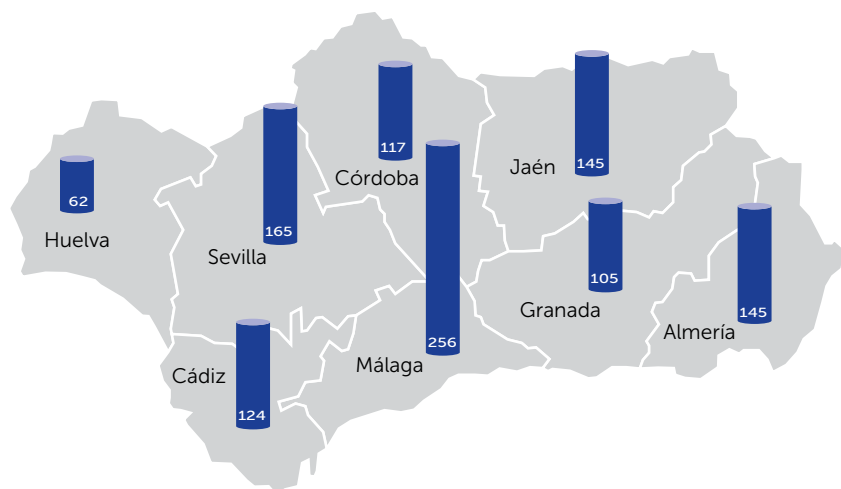 62
Huelva
165
Sevilla
117
Córdoba
145
Jaén
105
Granada
145
Almería
256
Málaga
124
Cádiz